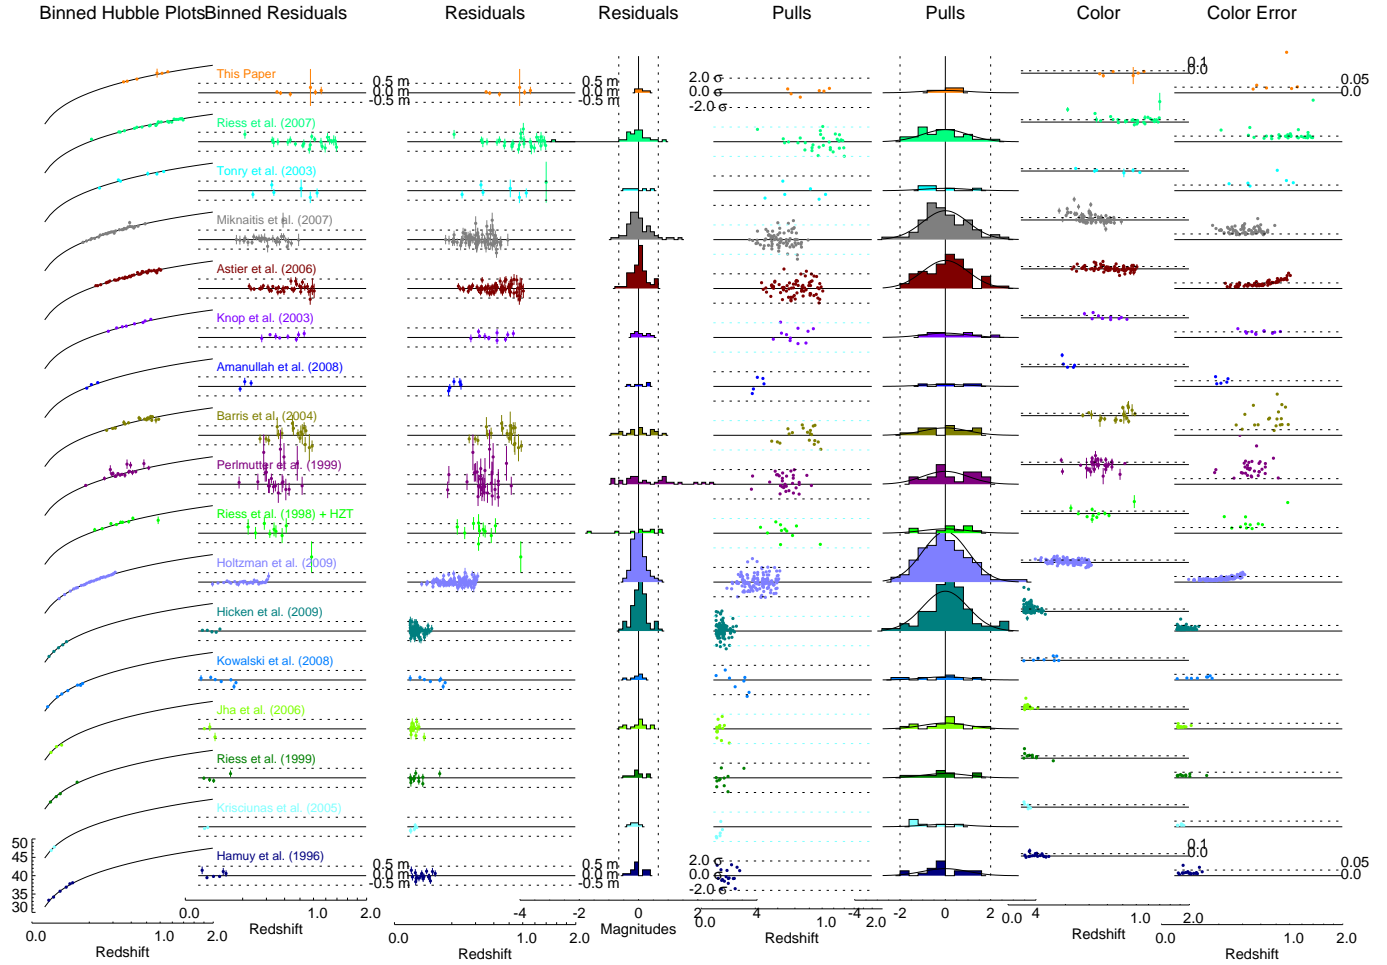 Binned Hubble Plots Binned Residuals Residuals Residuals Pulls Pulls Color Color Error
This Paper
0.5 m 0.0 m -0.5 m
0.5 m 0.0 m -0.5 m
2.0 σ 0.0 σ -2.0 σ
0.1 0.0
0.05 0.00
Riess et al. (2007)
Tonry et al. (2003)
Miknaitis et al. (2007)
Astier et al. (2006)
Knop et al. (2003)
Amanullah et al. (2008)
Barris et al. (2004)
Perlmutter et al. (1999)
Riess et al. (1998) + HZT
Holtzman et al. (2009)
Hicken et al. (2009)
Kowalski et al. (2008)
Jha et al. (2006)
Riess et al. (1999)
Krisciunas et al. (2005)
Hamuy et al. (1996)
50 45 40 35 30
0.5 m 0.0 m -0.5 m
0.5 m 0.0 m -0.5 m
2.0 σ 0.0 σ -2.0 σ
0.1 0.0
0.05 0.00
0.0 1.0 2.0
Redshift
0.0 1.0 2.0
Redshift
0.0 1.0 2.0
Redshift
-4 -2 0 2 4
Magnitudes
0.0 1.0 2.0
Redshift
-4 -2 0 2 4
0.0 1.0 2.0
Redshift
0.0 1.0 2.0
Redshift